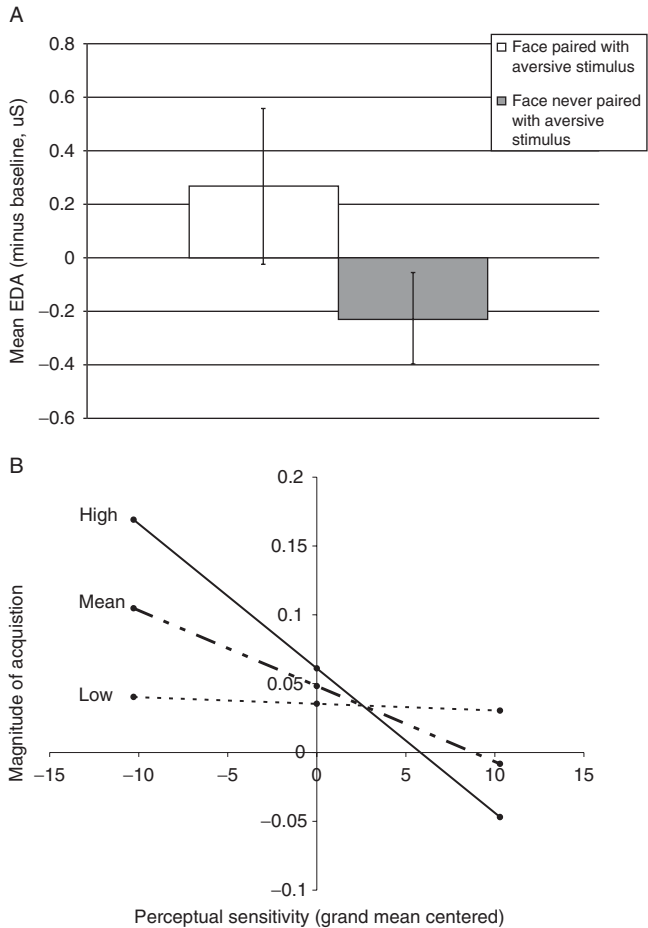 A
Mean EDA (minus baseline, uS)
0.8
0.6
0.4
0.2
0
−0.2
−0.4
−0.6
Face paired with
aversive stimulus
Face never paired
with aversive
stimulus
B
Magnitude of acquistion
0.2
0.15
0.1
0.05
0
−0.05
−0.1
High
Mean
Low
−15
−10
−5
0
5
10
15
Perceptual sensitivity (grand mean centered)